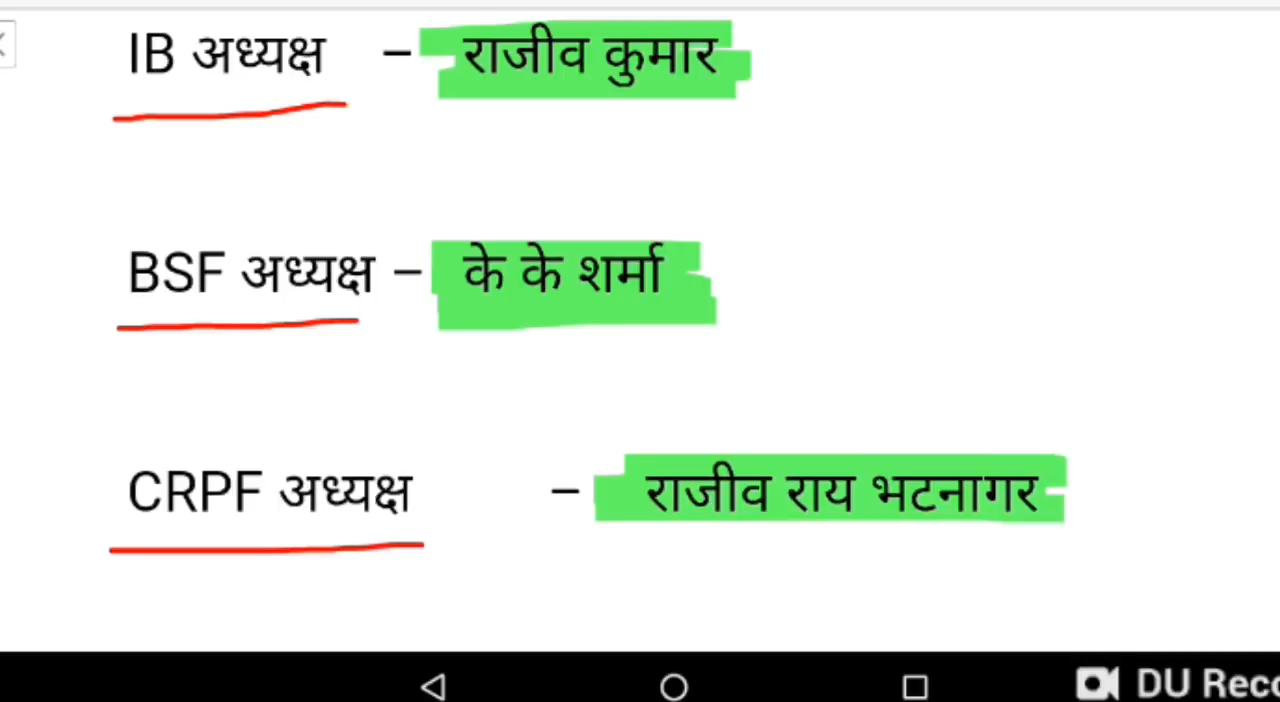 IB अध्यक्ष – राजीव कुमार
BSF अध्यक्ष – के के शर्मा
CRPF अध्यक्ष – राजीव राय भटनागर
DU Reco